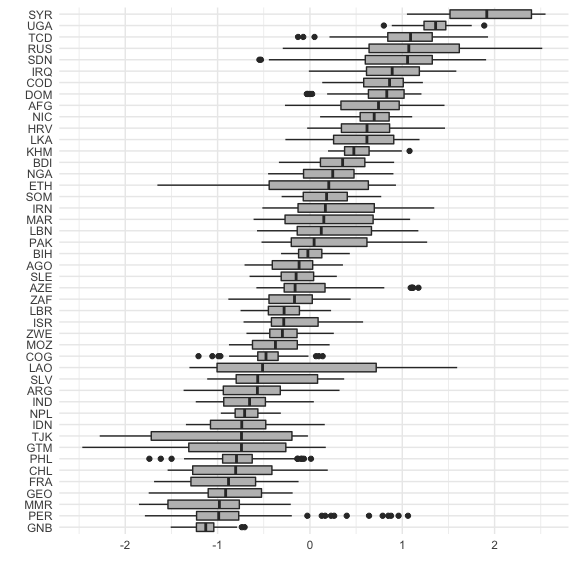 SYR
UGA
TCD
RUS
SDN
IRQ
COD
DOM
AFG
NIC
HRV
LKA
KHM
BDI
NGA
ETH
SOM
IRN
MAR
LBN
PAK
BIH
AGO
SLE
AZE
ZAF
LBR
ISR
ZWE
MOZ
COG
LAO
SLV
ARG
IND
NPL
IDN
TJK
GTM
PHL
CHL
FRA
GEO
MMR
PER
GNB
-2 -1 0 1 2